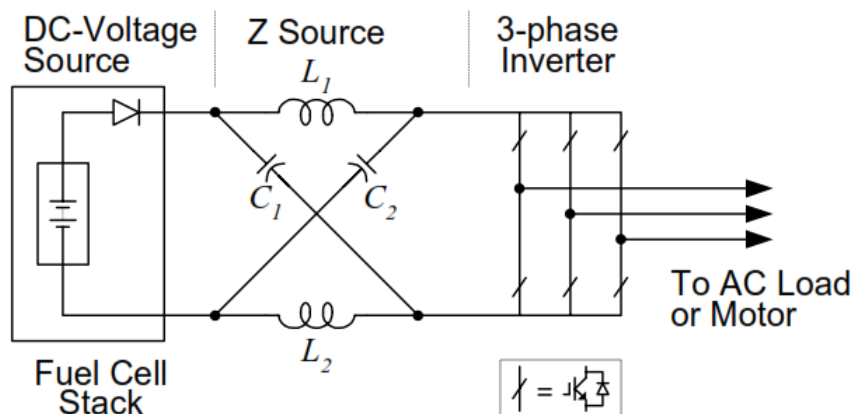 DC-Voltage
Source
Z Source
3-phase
Inverter
L1
C1
C2
L2
To AC Load
or Motor
Fuel Cell
Stack
=